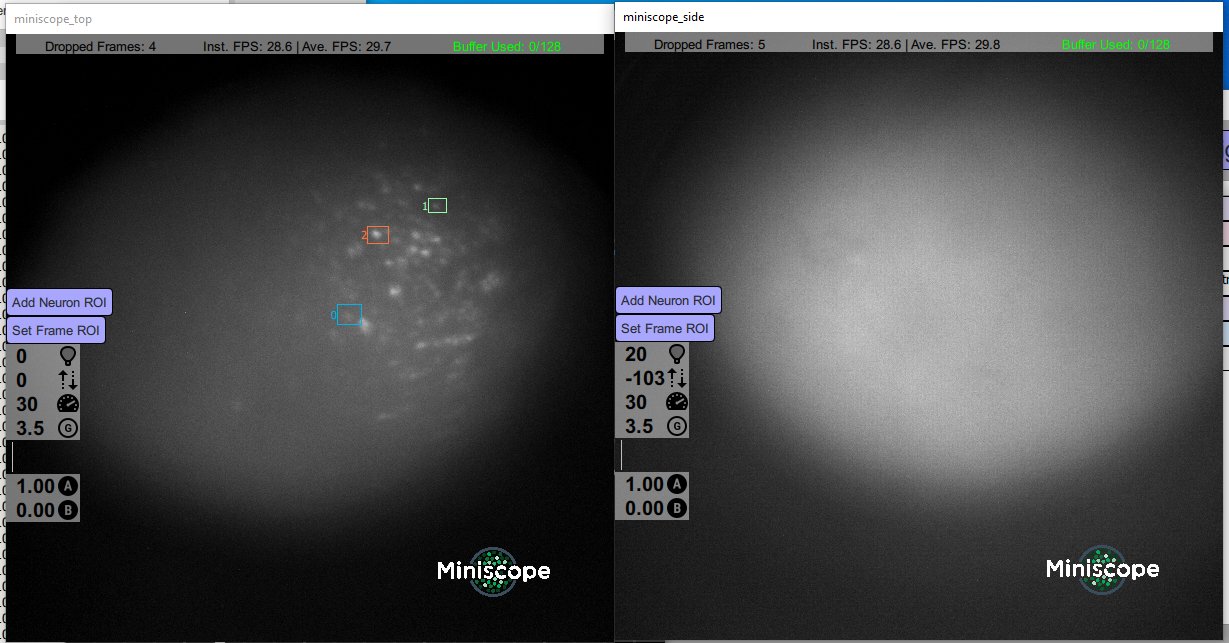 miniscope_top
Dropped Frames: 4 Inst. FPS: 28.6 | Ave. FPS: 29.7 Buffer Used: 0/128
1
2
0
Add Neuron ROI
Set Frame ROI
0
0
30
3.5 G
1.00 A
0.00 B
Miniscope
miniscope_side
Dropped Frames: 5 Inst. FPS: 28.6 | Ave. FPS: 29.8 Buffer Used: 0/128
Add Neuron ROI
Set Frame ROI
20
-103
30
3.5 G
1.00 A
0.00 B
Miniscope